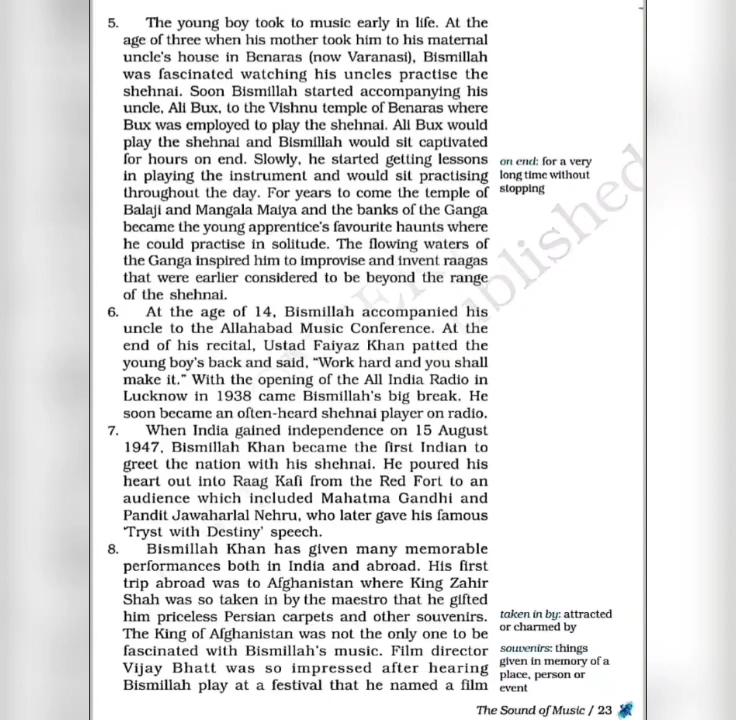 5. The young boy took to music early in life. At the
age of three when his mother took him to his maternal
uncle's house in Benaras (now Varanasi), Bismillah
was fascinated watching his uncles practise the
shehnai. Soon Bismillah started accompanying his
uncle, Ali Bux, to the Vishnu temple of Benaras where
Bux was employed to play the shehnai. Ali Bux would
play the shehnai and Bismillah would sit captivated
for hours on end. Slowly, he started getting lessons
in playing the instrument and would sit practising
throughout the day. For years to come the temple of
Balaji and Mangala Maiya and the banks of the Ganga
became the young apprentice's favourite haunts where
he could practise in solitude. The flowing waters of
the Ganga inspired him to improvise and invent raagas
that were earlier considered to be beyond the range
of the shehnai.
on end: for a very
long time without
stopping
6. At the age of 14, Bismillah accompanied his
uncle to the Allahabad Music Conference. At the
end of his recital, Ustad Faiyaz Khan patted the
young boy's back and said, "Work hard and you shall
make it." With the opening of the All India Radio in
Lucknow in 1938 came Bismillah's big break. He
soon became an often-heard shehnai player on radio.
7. When India gained independence on 15 August
1947, Bismillah Khan became the first Indian to
greet the nation with his shehnai. He poured his
heart out into Raag Kafi from the Red Fort to an
audience which included Mahatma Gandhi and
Pandit Jawaharlal Nehru, who later gave his famous
'Tryst with Destiny' speech.
8. Bismillah Khan has given many memorable
performances both in India and abroad. His first
trip abroad was to Afghanistan where King Zahir
Shah was so taken in by the maestro that he gifted
him priceless Persian carpets and other souvenirs.
The King of Afghanistan was not the only one to be
fascinated with Bismillah's music. Film director
Vijay Bhatt was so impressed after hearing
Bismillah play at a festival that he named a film
taken in by: attracted
or charmed by
souvenirs: things
given in memory of a
place, person or
event
The Sound of Music / 23